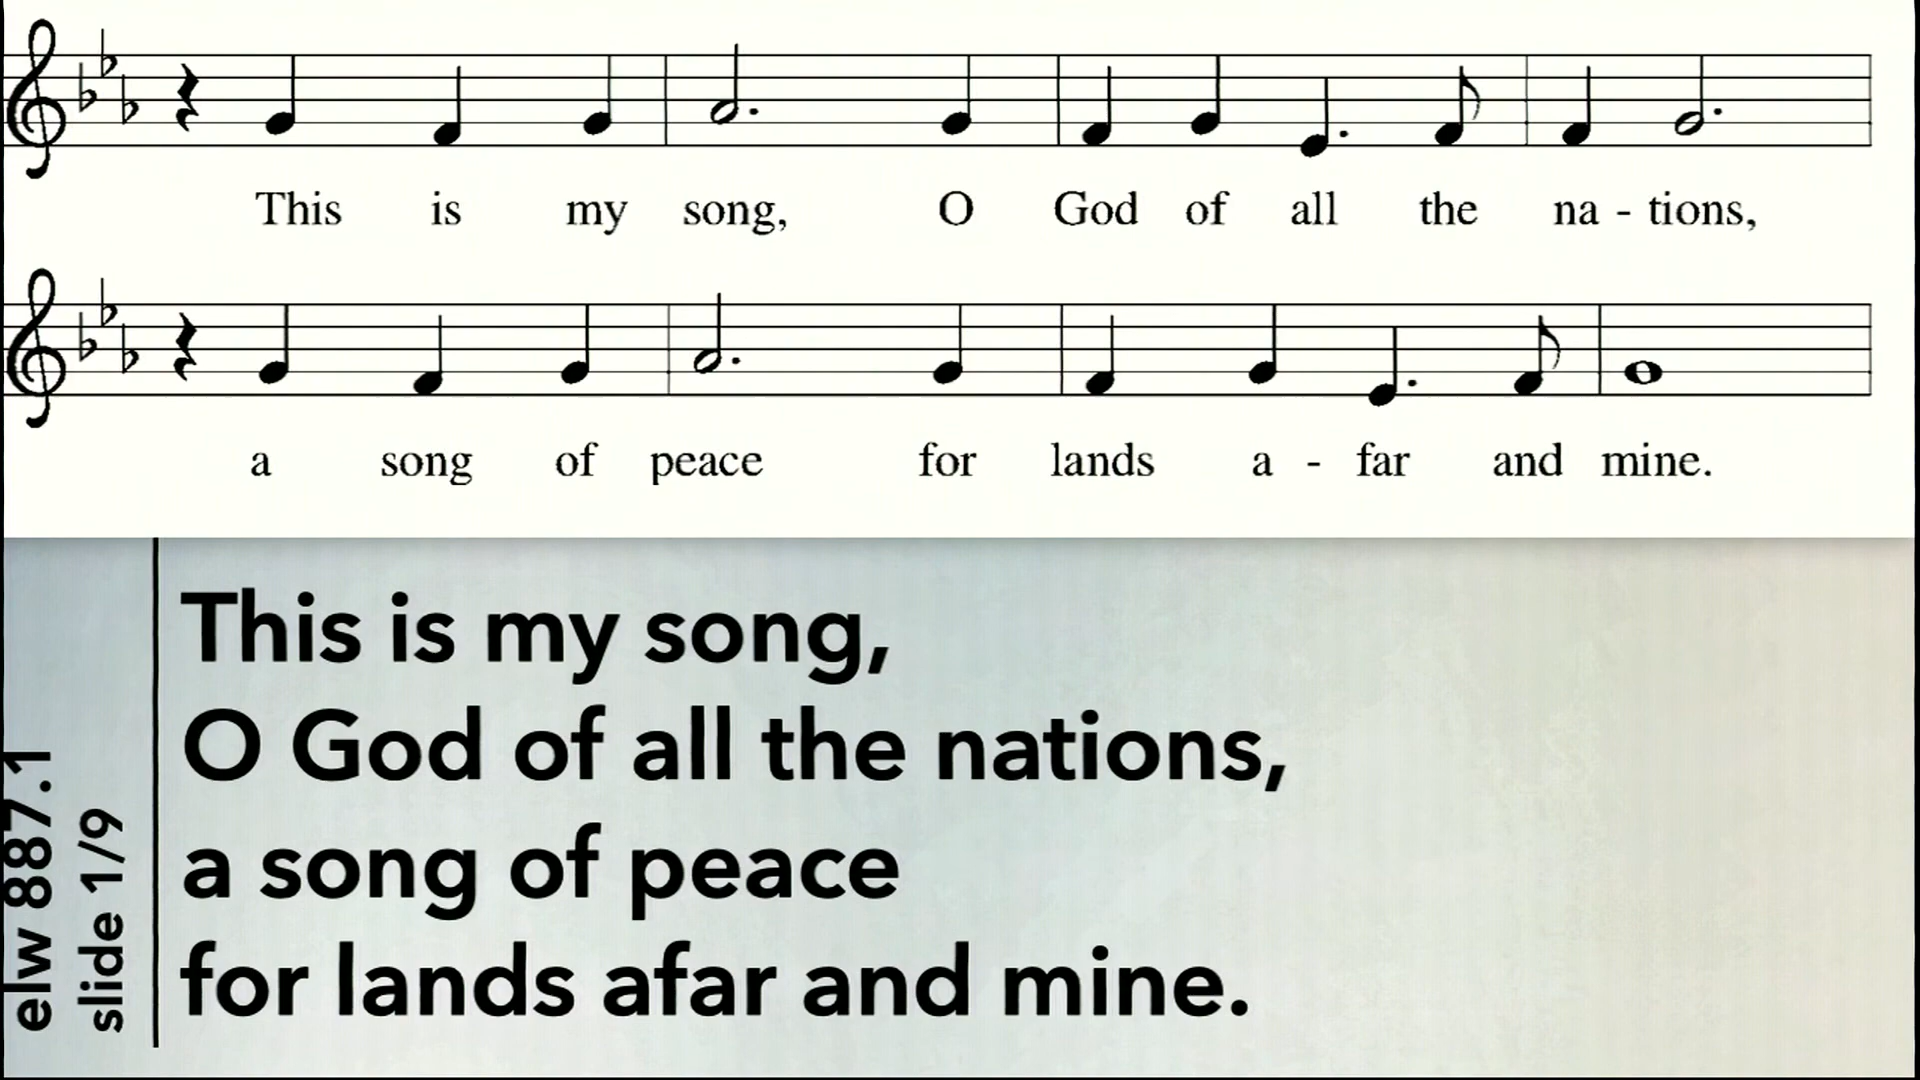 This is my song, O God of all the na - tions,
a song of peace for lands a - far and mine.
elw 887.1
slide 1/9
This is my song,
O God of all the nations,
a song of peace
for lands afar and mine.